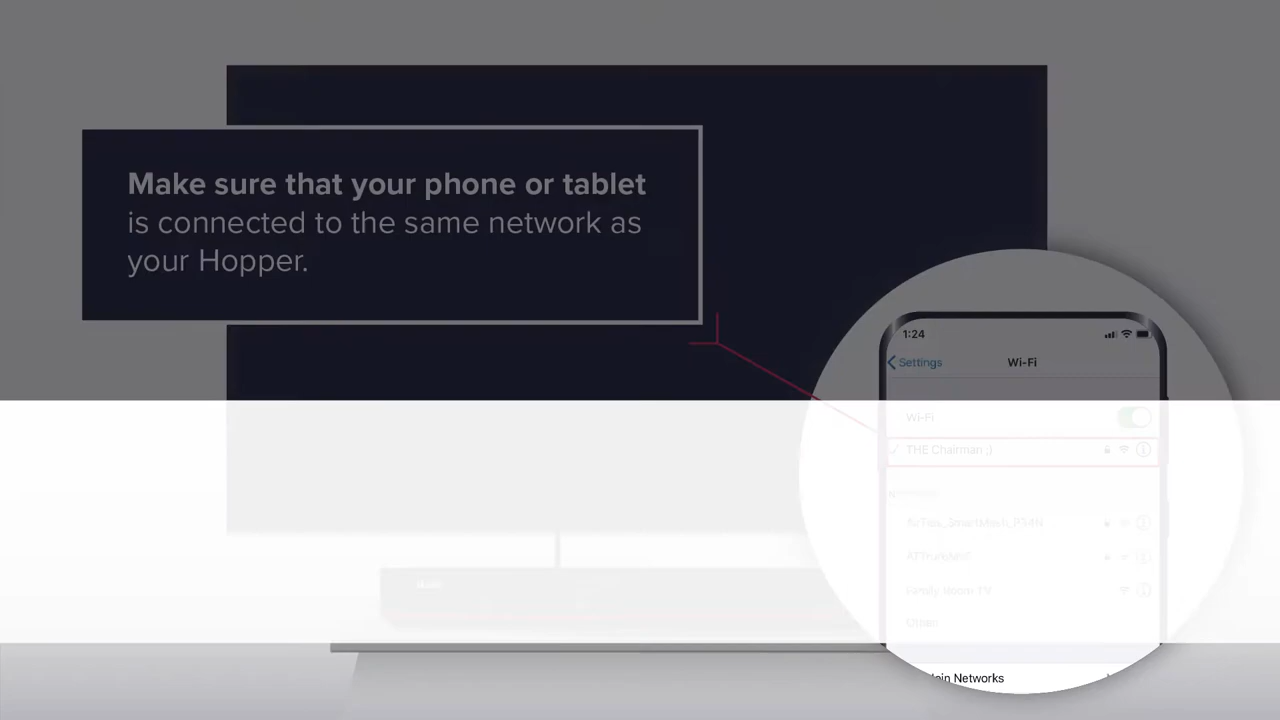 Make sure that your phone or tablet
is connected to the same network as
your Hopper.
1:24
Settings
Wi-Fi
Wi-Fi
THE Chairman ;)
Family Room TV
Other
Join Networks